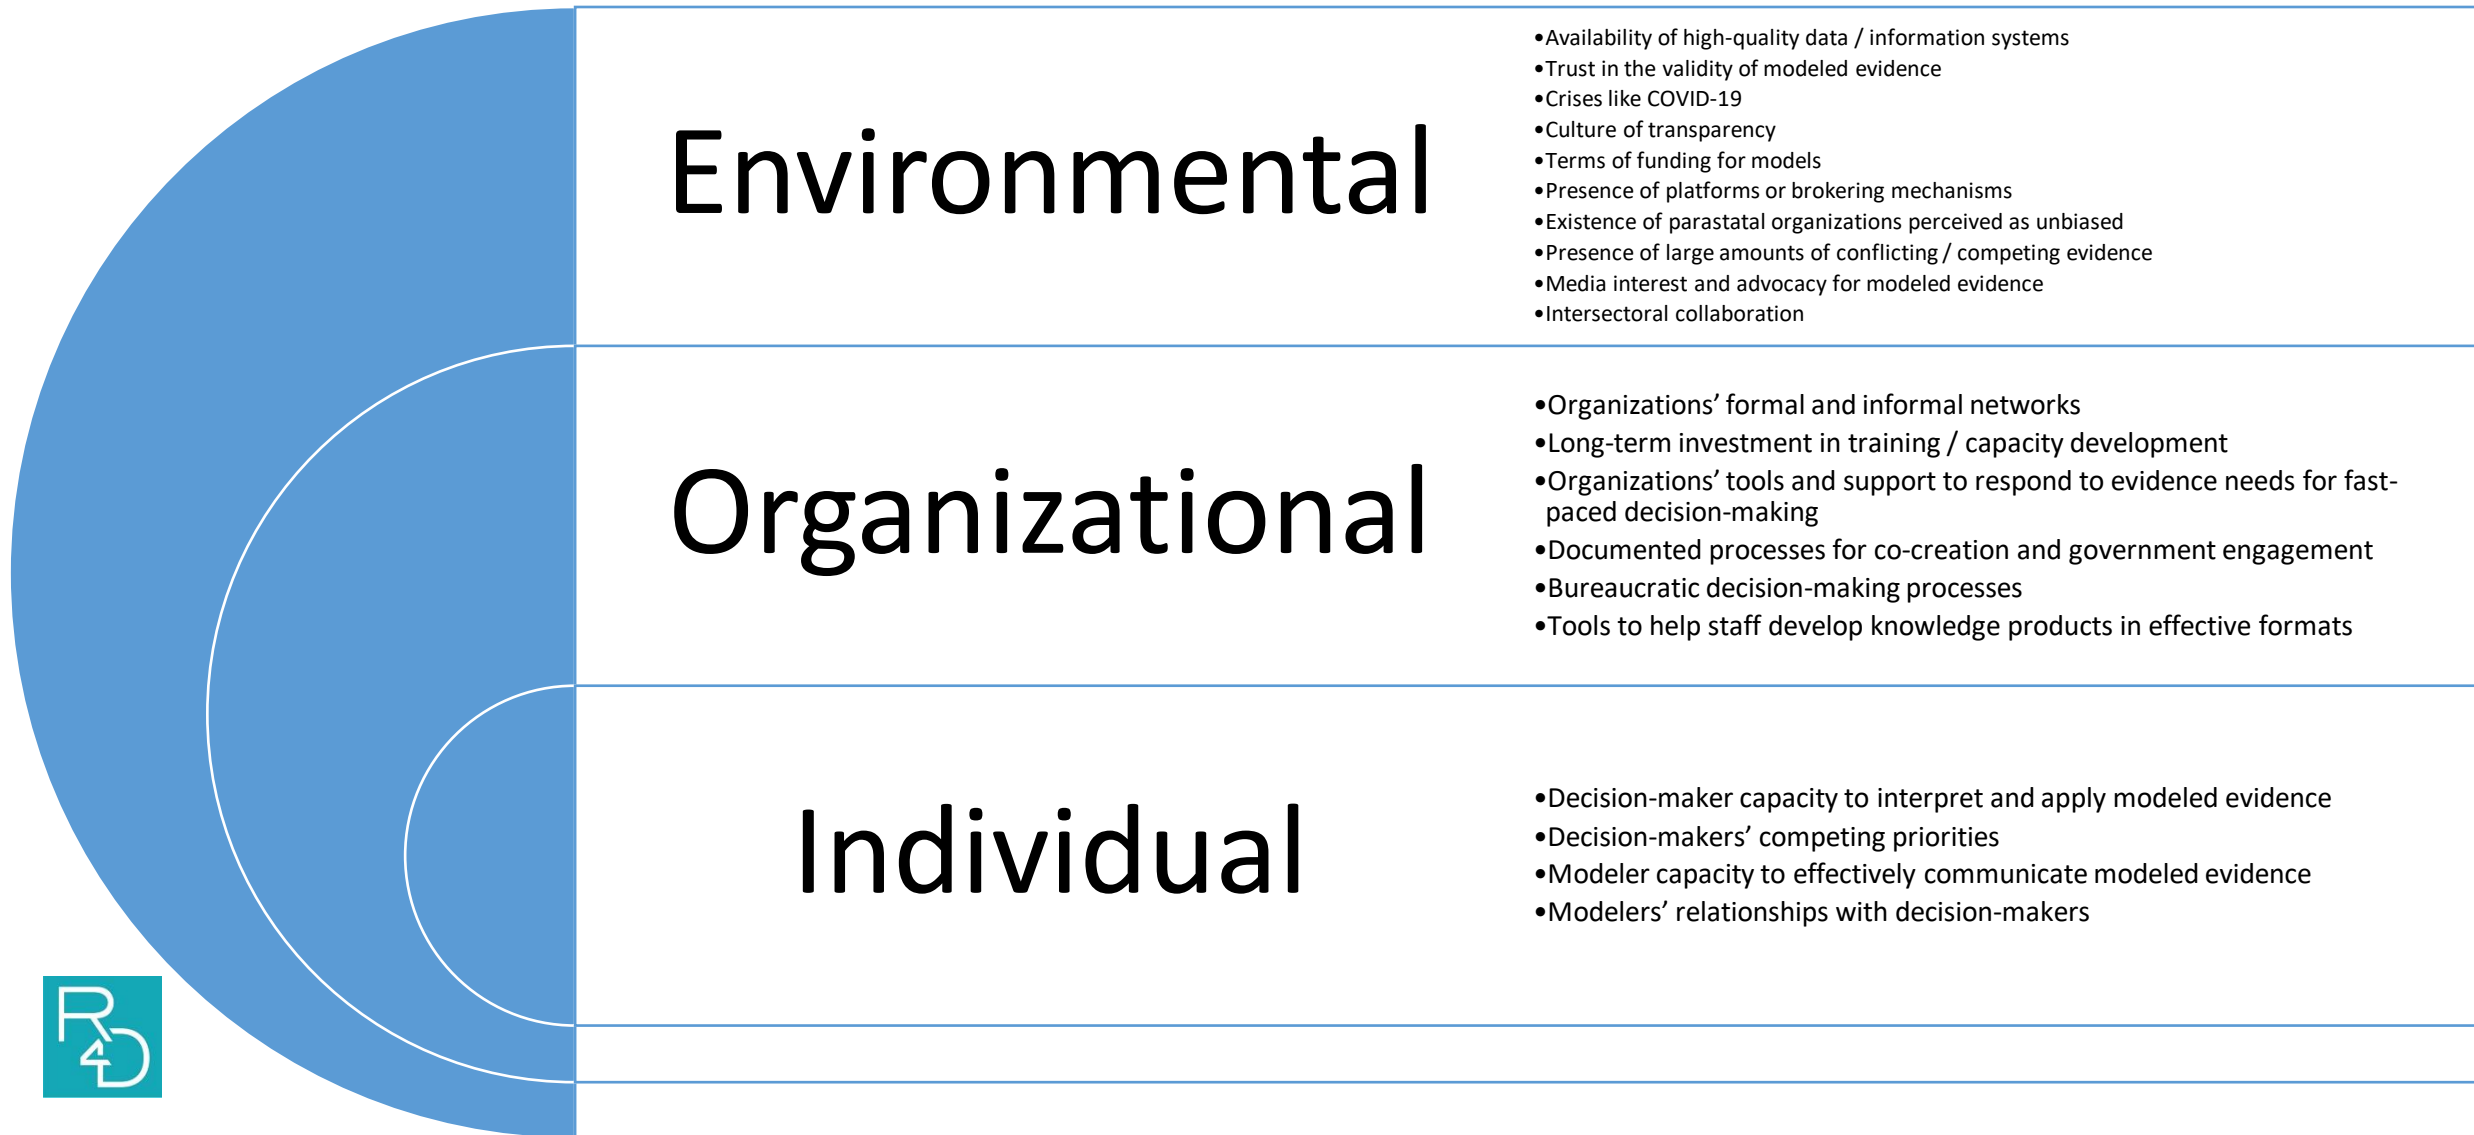 Environmental
•Availability of high-quality data / information systems
•Trust in the validity of modeled evidence
•Crises like COVID-19
•Culture of transparency
•Terms of funding for models
•Presence of platforms or brokering mechanisms
•Existence of parastatal organizations perceived as unbiased
•Presence of large amounts of conflicting / competing evidence
•Media interest and advocacy for modeled evidence
•Intersectoral collaboration
Organizational
•Organizations’ formal and informal networks
•Long-term investment in training / capacity development
•Organizations’ tools and support to respond to evidence needs for fast-
paced decision-making
•Documented processes for co-creation and government engagement
•Bureaucratic decision-making processes
•Tools to help staff develop knowledge products in effective formats
Individual
•Decision-maker capacity to interpret and apply modeled evidence
•Decision-makers’ competing priorities
•Modeler capacity to effectively communicate modeled evidence
•Modelers’ relationships with decision-makers
R4D